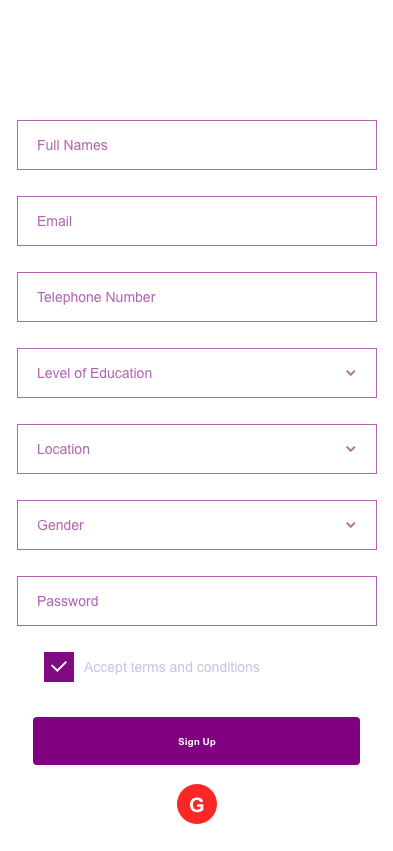 Full Names
Email
Telephone Number
Level of Education
Location
Gender
Password
Accept terms and conditions
Sign Up
G